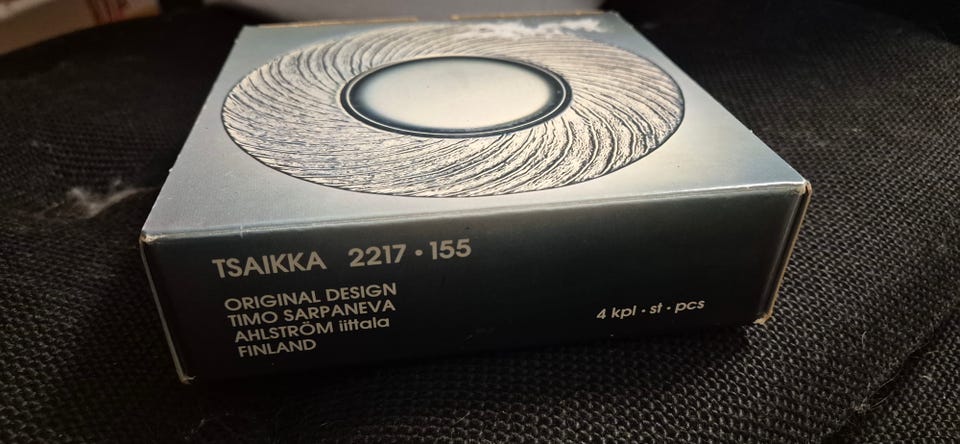 TSAIKKA 2217 • 155
ORIGINAL DESIGN
TIMO SARPANEVA
AHLSTRÖM iittala
FINLAND
4 kpl • st • pcs